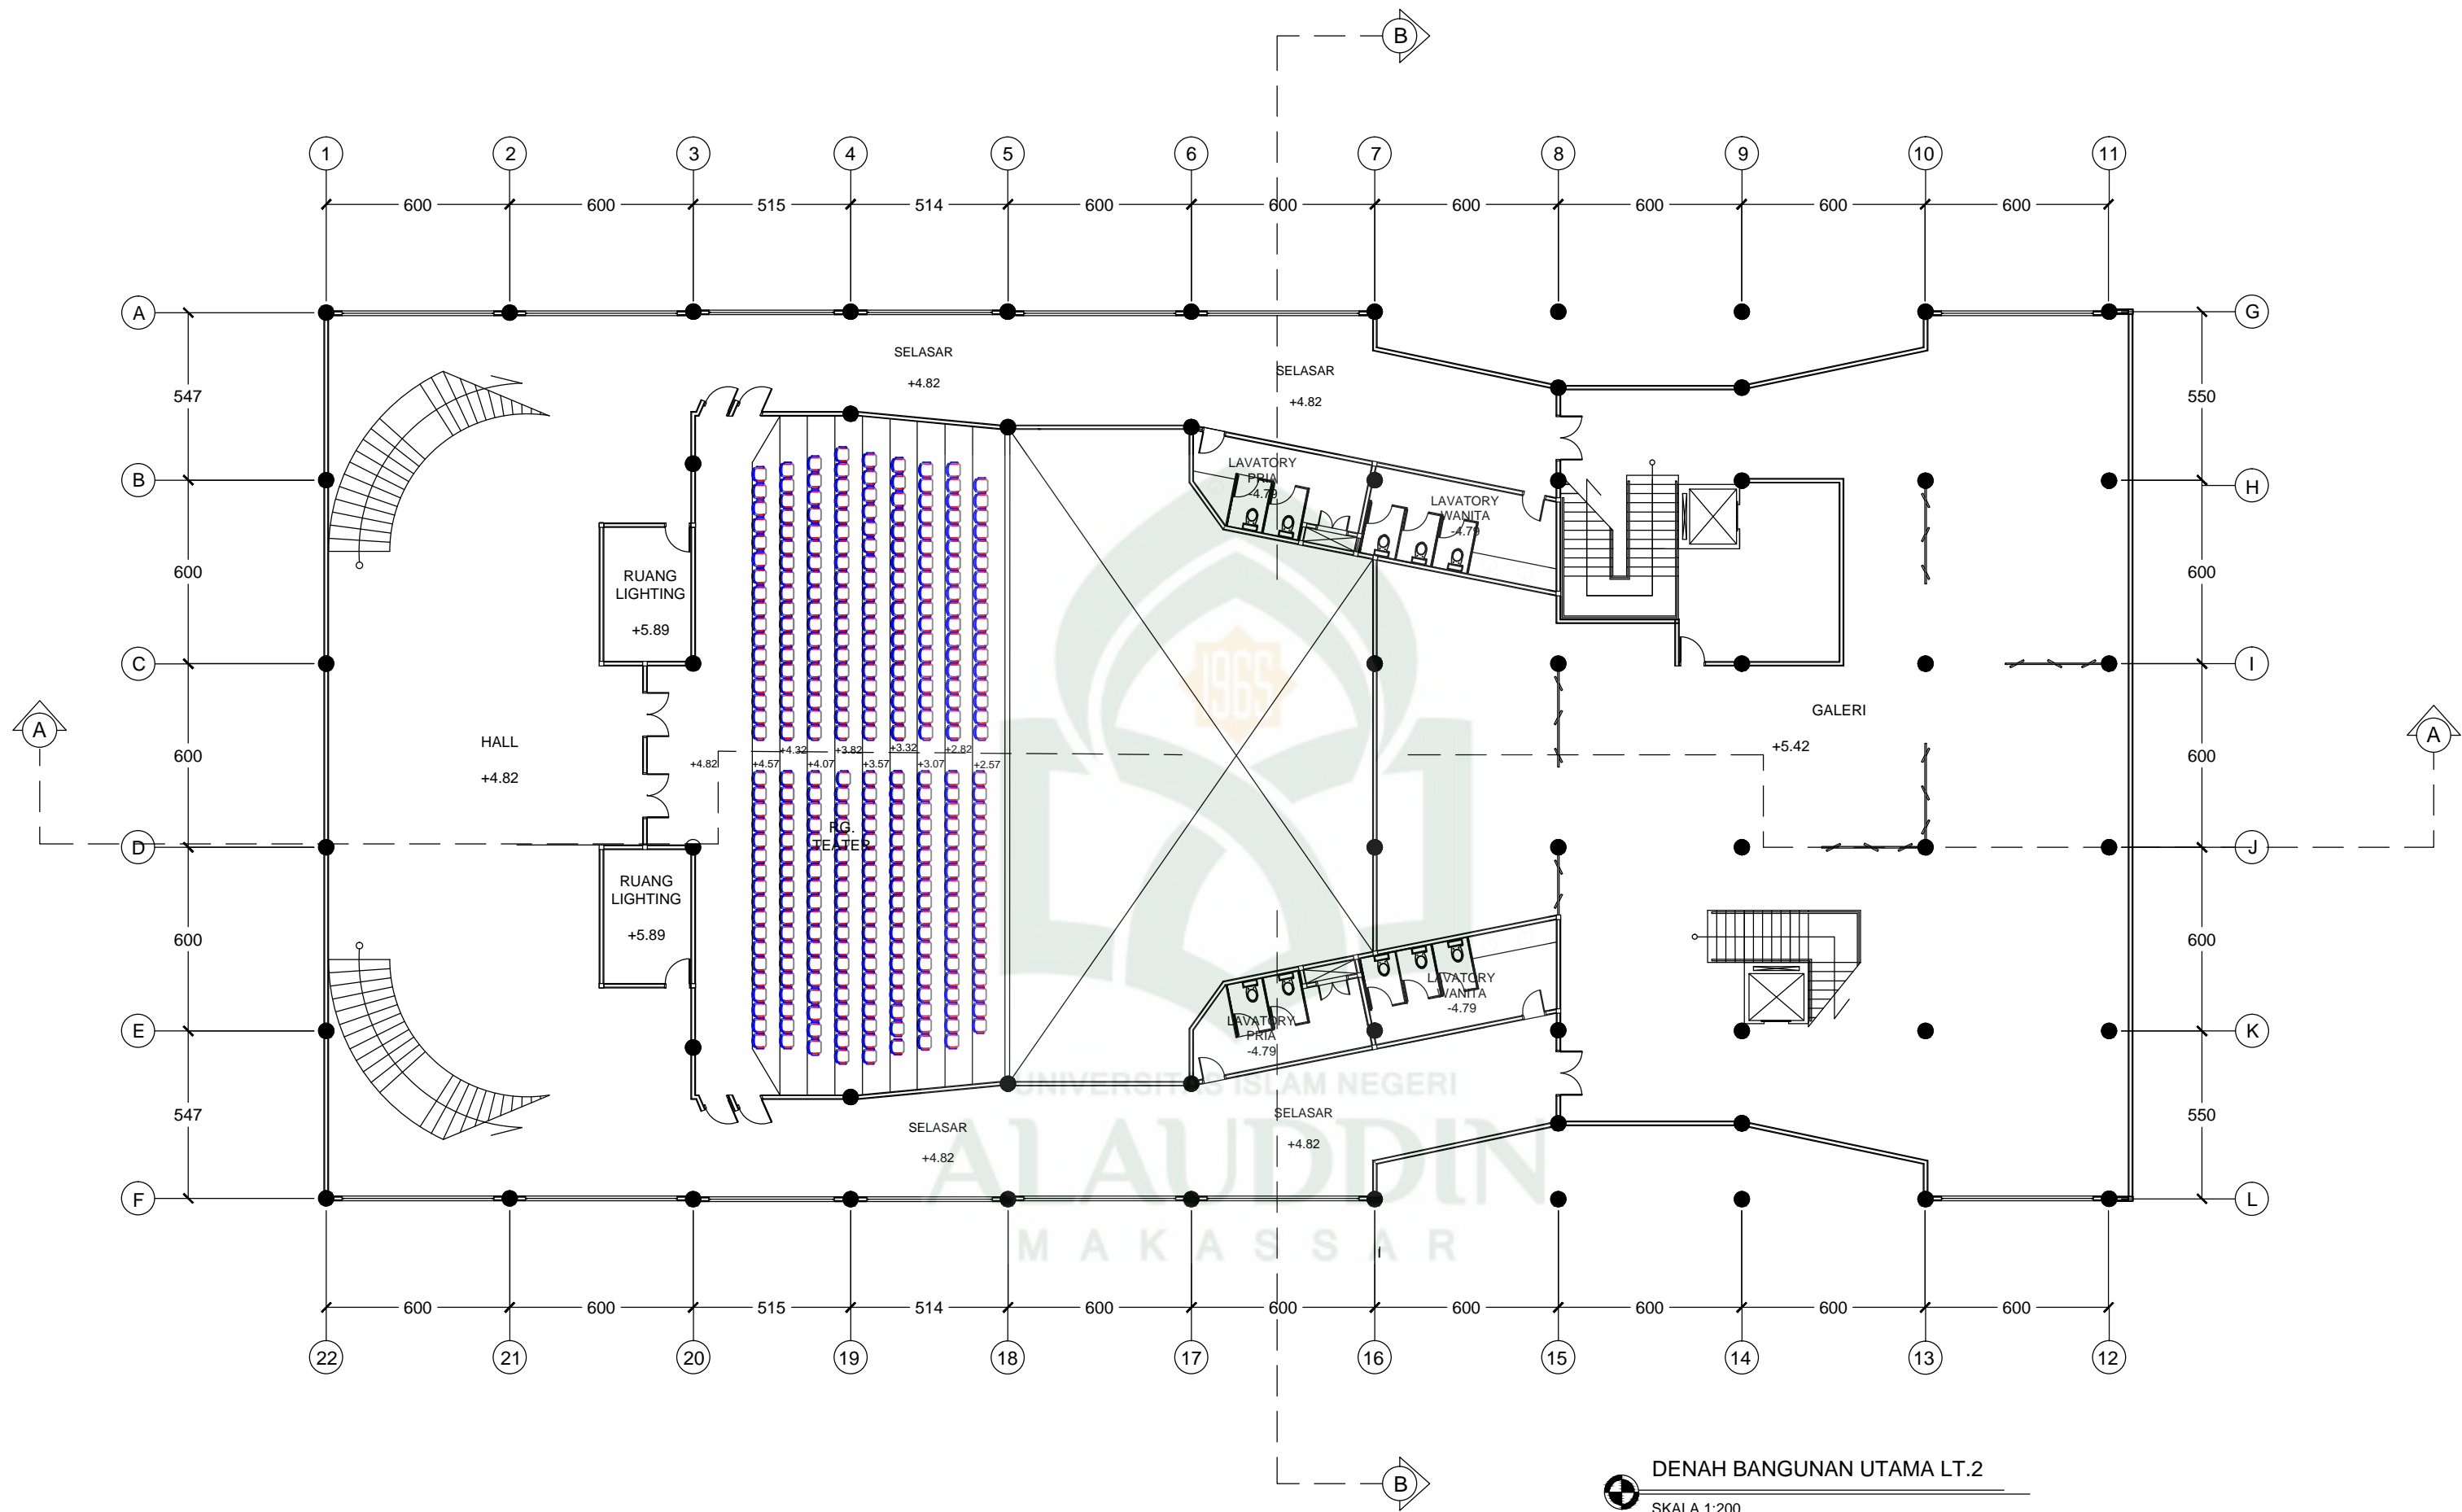 B
1 2 3 4 5 6 7 8 9 10 11
600 600 515 514 600 600 600 600 600 600
A G
547 550
SELASAR
+4.82
SELASAR
+4.82
B H
LAVATORY
PRIA
-4.79
LAVATORY
WANITA
-4.79
600 600
RUANG
LIGHTING
+5.89
1965
C I
GALERI
+5.42
A A
HALL
+4.82
600 600
+4.32 +3.82 +3.32 +2.82
+4.82 +4.57 +4.07 +3.57 +3.07 +2.57
RG.
TEATER
D J
RUANG
LIGHTING
+5.89
600 600
LAVATORY
WANITA
-4.79
LAVATORY
PRIA
-4.79
E K
UNIVERSITAS ISLAM NEGERI
547 550
SELASAR
+4.82
SELASAR
+4.82
ALAUDDIN
F L
MAKASSAR
600 600 515 514 600 600 600 600 600 600
22 21 20 19 18 17 16 15 14 13 12
B
DENAH BANGUNAN UTAMA LT.2
SKALA 1:200